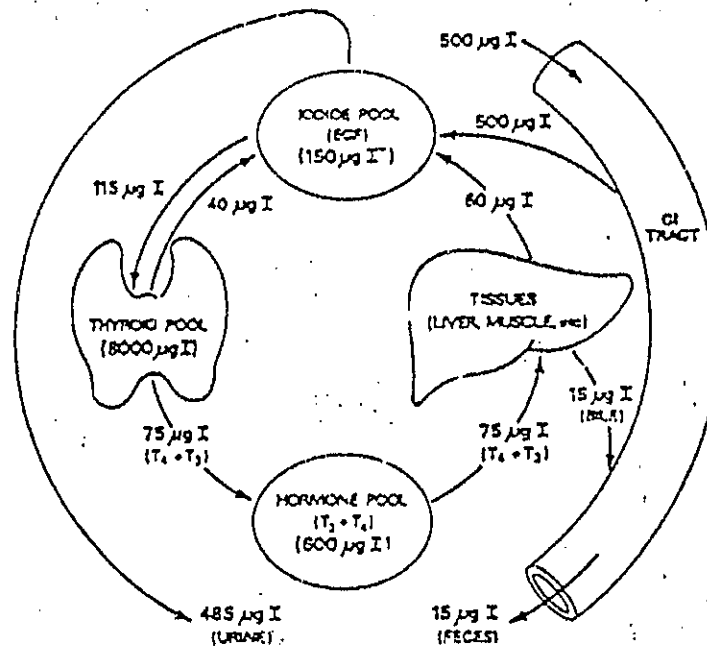 500 μg I
IODIDE POOL
(ECF)
(150 μg I⁻)
500 μg I
115 μg I
40 μg I
60 μg I
GI
TRACT
THYROID POOL
(8000 μg I)
TISSUES
(LIVER, MUSCLE, etc)
15 μg I
(BILE)
75 μg I
(T₄ + T₃)
75 μg I
(T₄ + T₃)
HORMONE POOL
(T₃ + T₄)
(600 μg I)
485 μg I
(URINE)
15 μg I
(FECES)